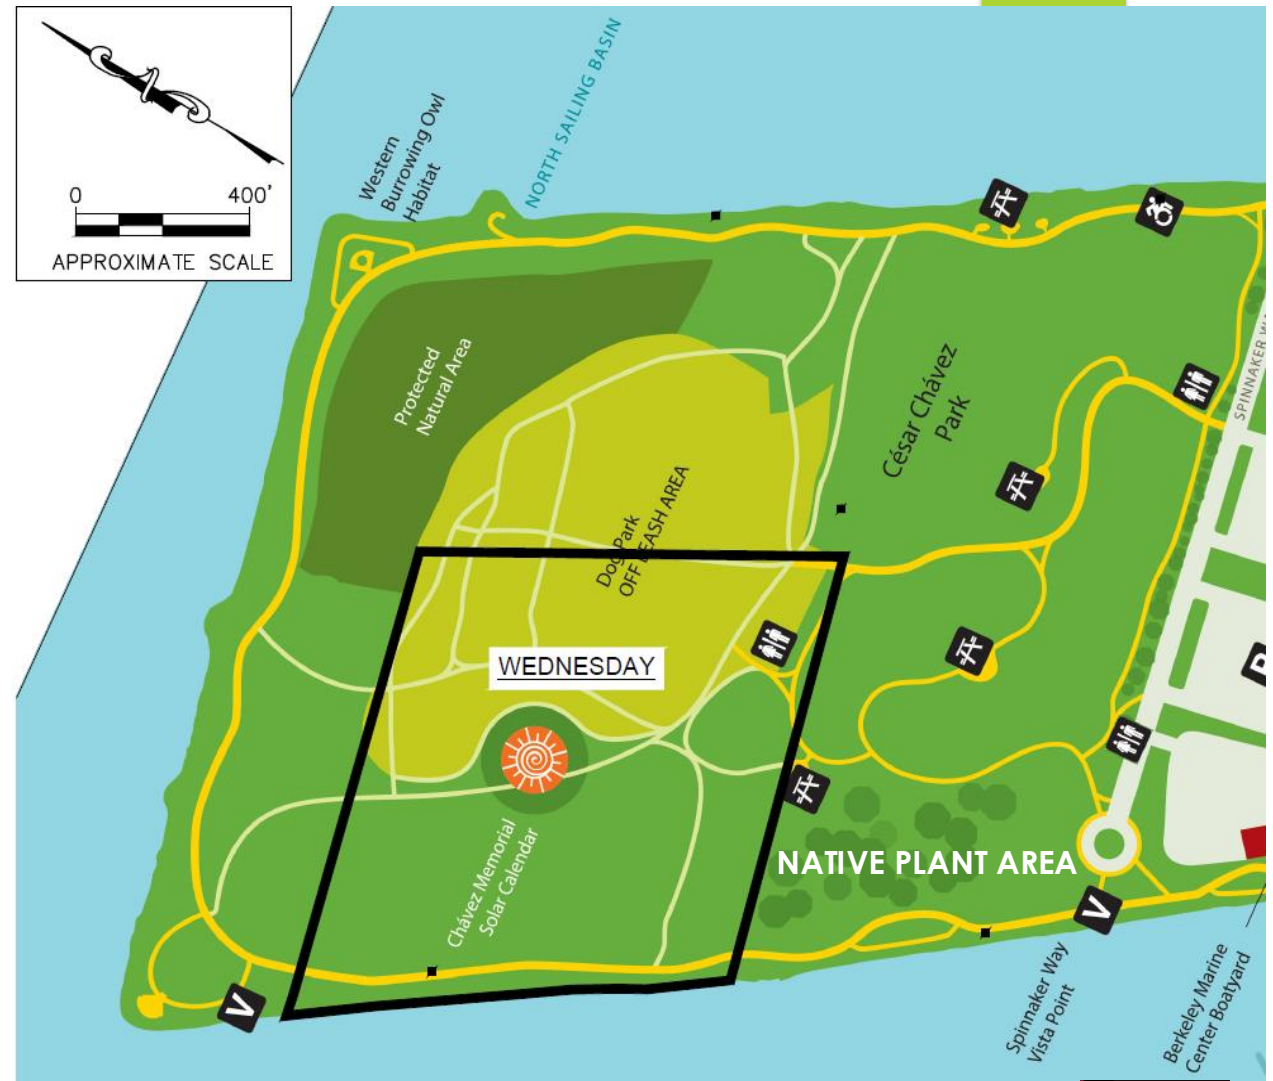 0 400'
APPROXIMATE SCALE
Western
Burrowing Owl
Habitat
NORTH SAILING BASIN
Protected
Natural Area
César Chávez
Park
SPINNAKER
Dog Park
OFF LEASH AREA
WEDNESDAY
Chávez Memorial
Solar Calendar
NATIVE PLANT AREA
V
V
Spinnaker Way
Vista Point
Berkeley Marine
Center Boatyard